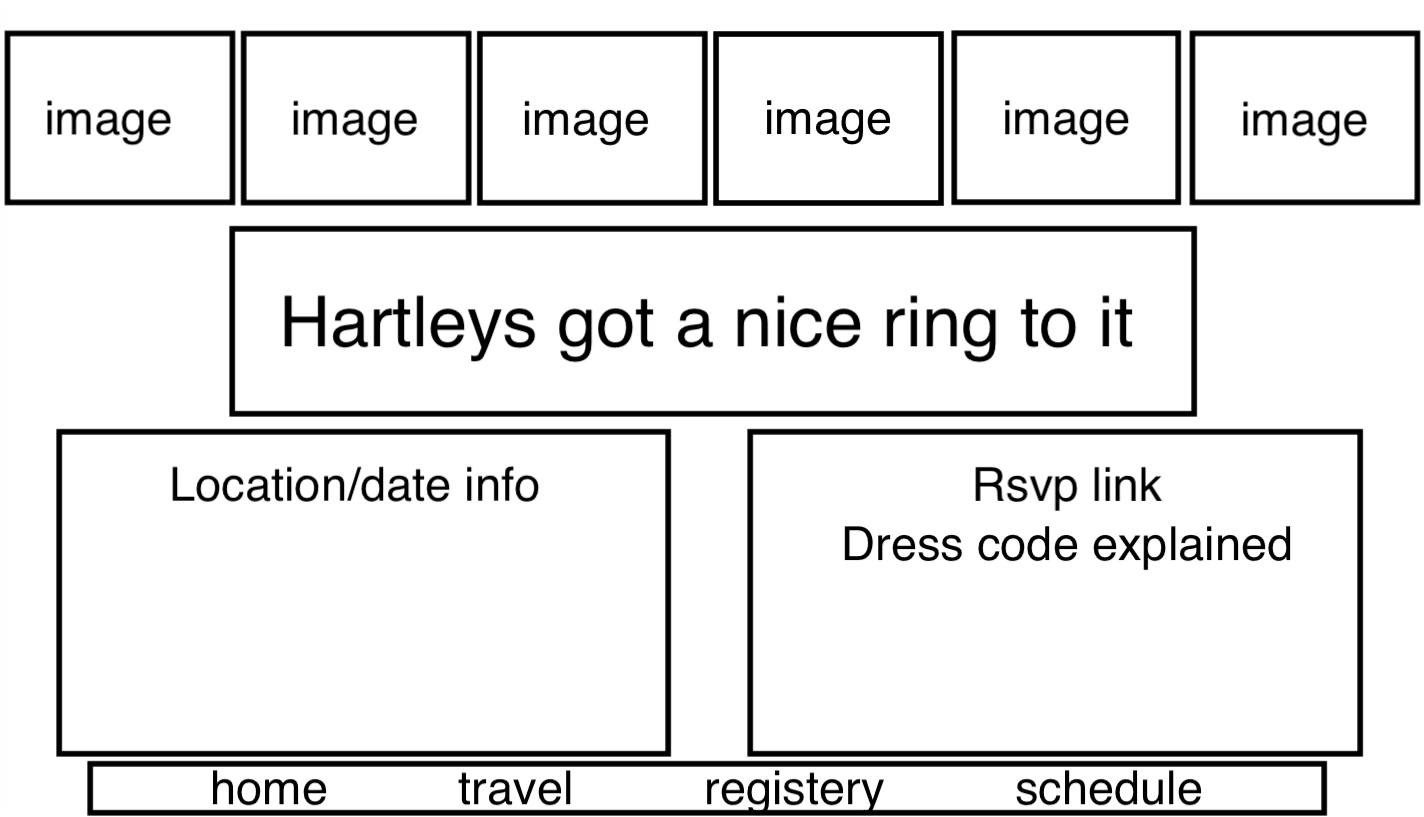 image image image image image image
Hartleys got a nice ring to it
Location/date info
Rsvp link
Dress code explained
home travel registery schedule